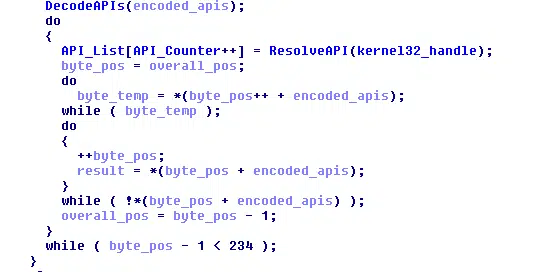 DecodeAPIs(encoded_apis);
do
{
API_List[API_Counter++] = ResolveAPI(kernel32_handle);
byte_pos = overall_pos;
do
byte_temp = *(byte_pos++ + encoded_apis);
while ( byte_temp );
do
{
++byte_pos;
result = *(byte_pos + encoded_apis);
}
while ( !*(byte_pos + encoded_apis) );
overall_pos = byte_pos - 1;
}
while ( byte_pos - 1 < 234 );
}